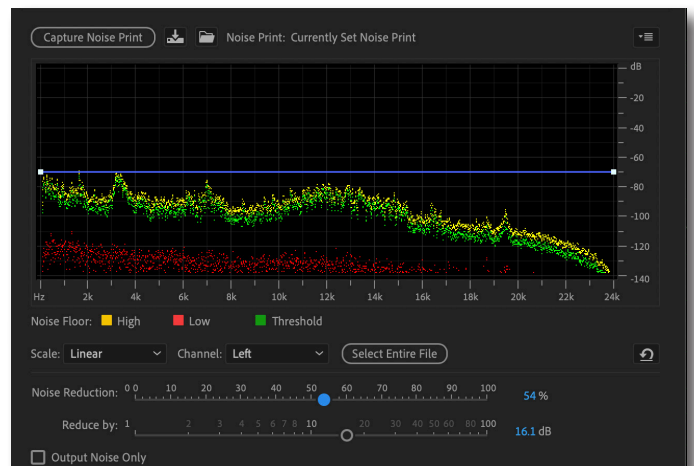 Capture Noise Print Noise Print: Currently Set Noise Print
dB
-20
-40
-60
-80
-100
-120
-140
Hz 2k 4k 6k 8k 10k 12k 14k 16k 18k 20k 22k 24k
Noise Floor: High Low Threshold
Scale: Linear Channel: Left Select Entire File
Noise Reduction: 0 0 10 20 30 40 50 60 70 80 90 100 54 %
Reduce by: 1 2 3 4 5 6 7 8 10 20 30 40 50 60 80 100 16.1 dB
Output Noise Only